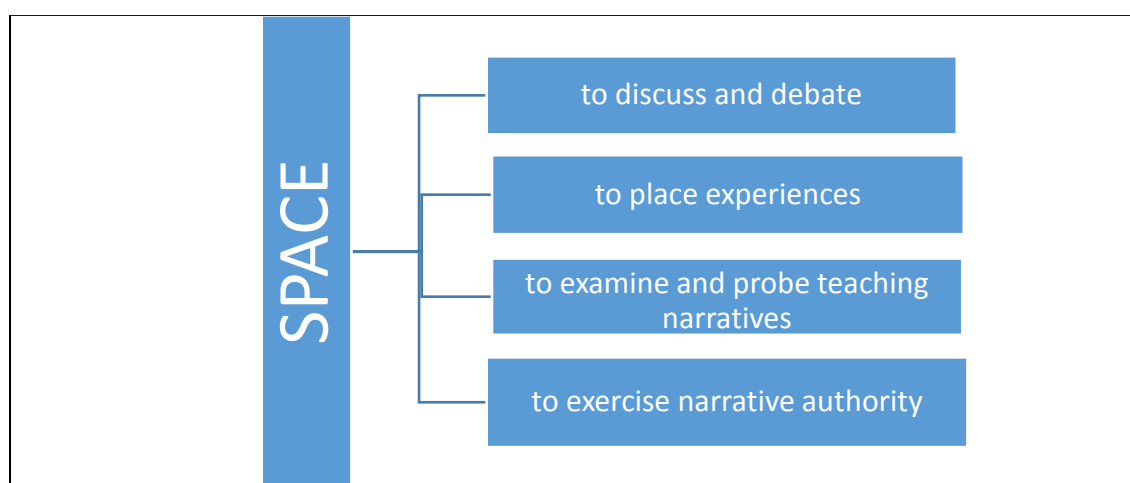 SPACE
to discuss and debate
to place experiences
to examine and probe teaching
narratives
to exercise narrative authority